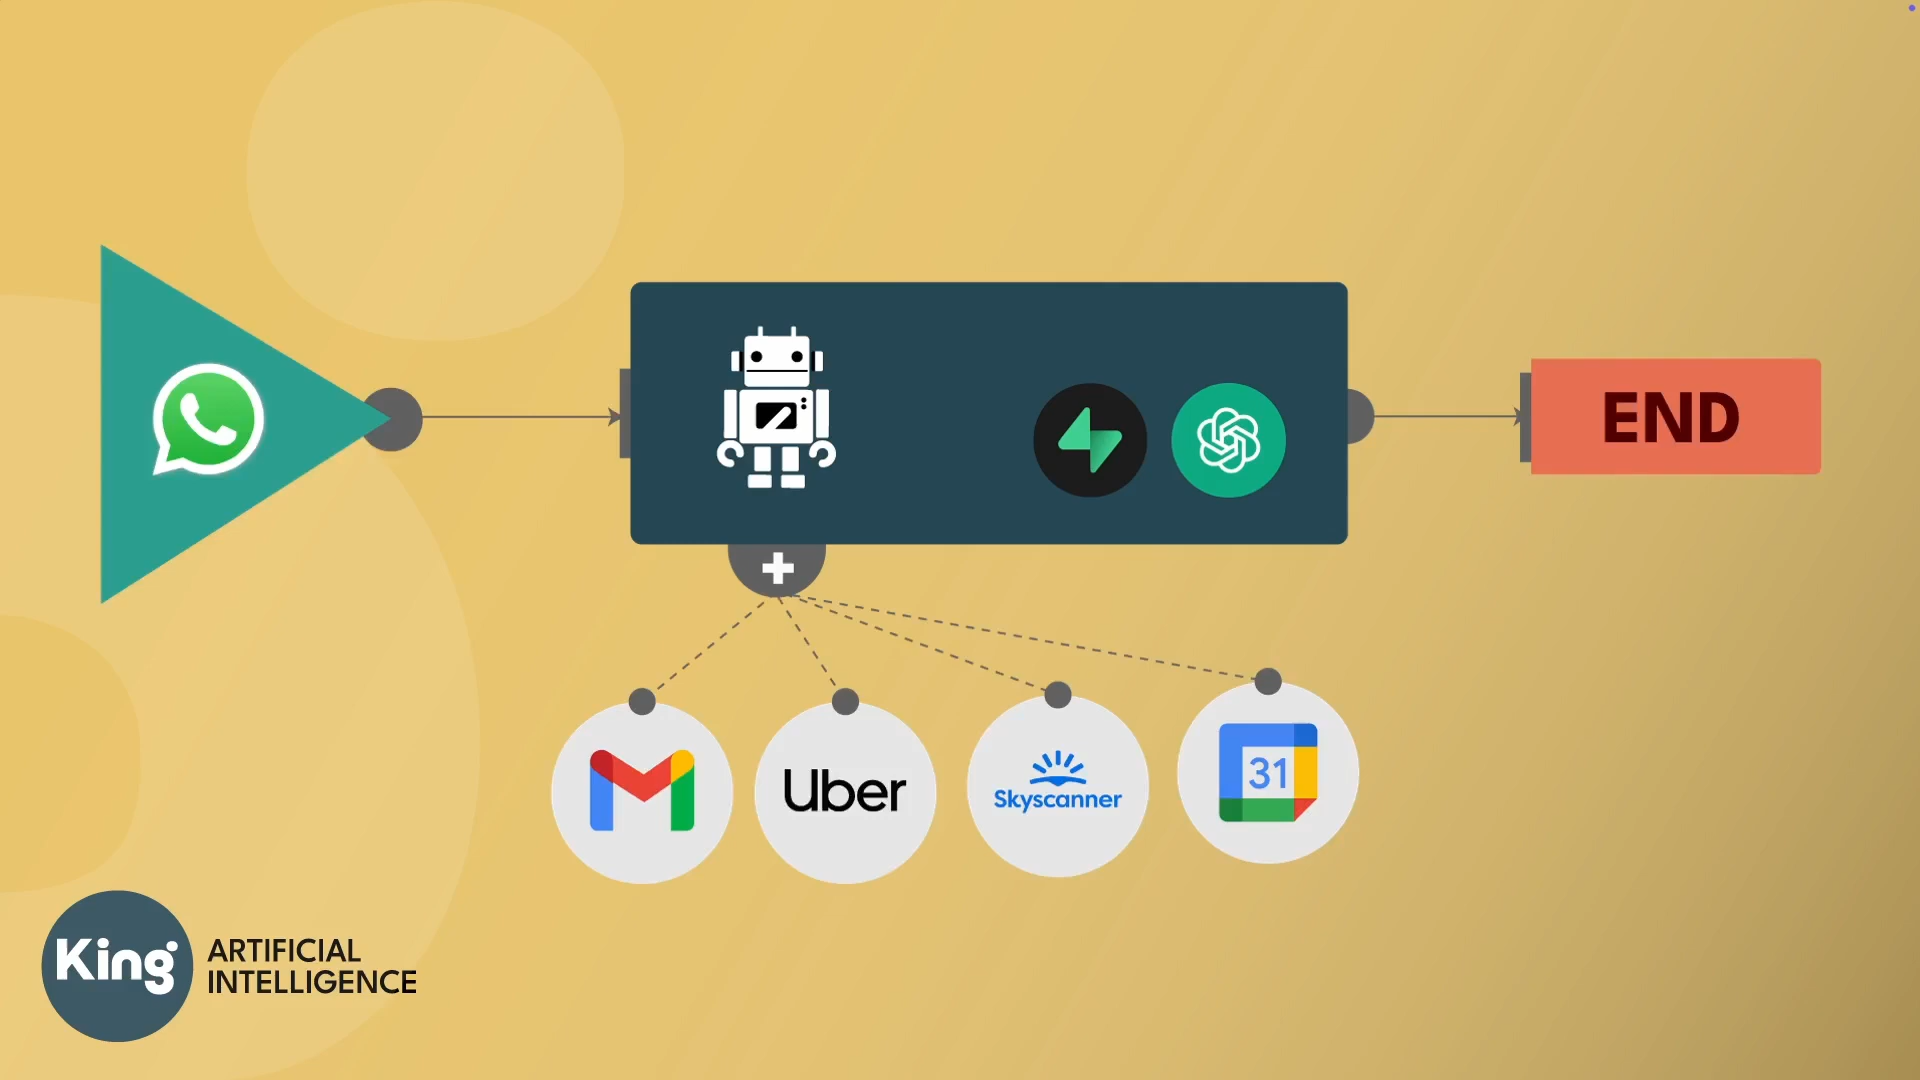 END
Uber
Skyscanner
31
King
ARTIFICIAL
INTELLIGENCE